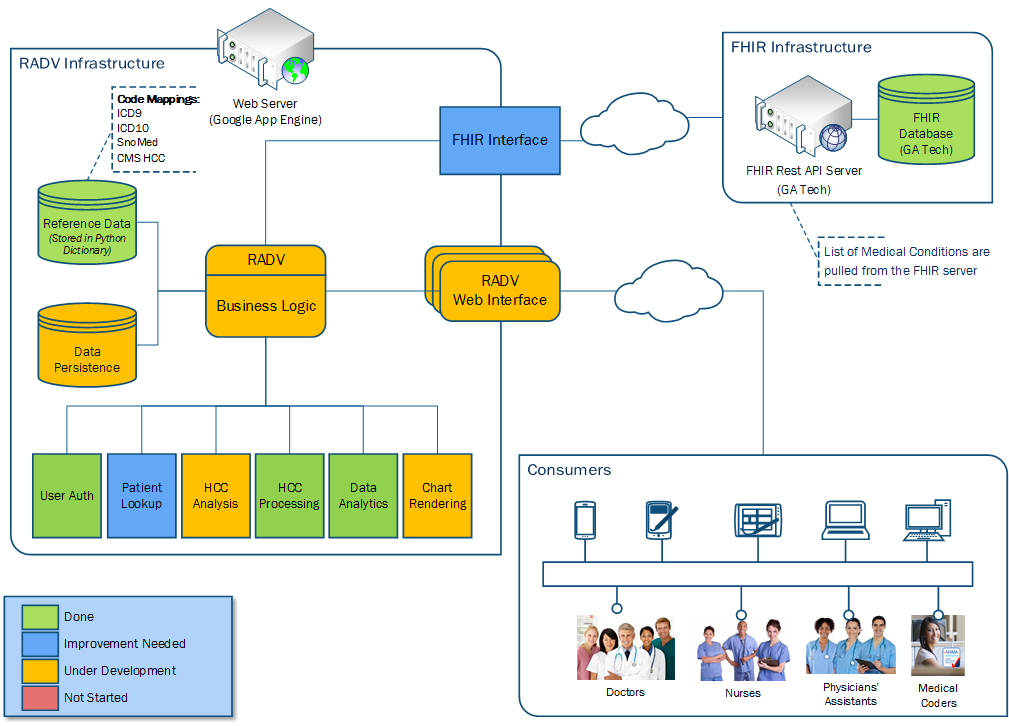 RADV Infrastructure
Web Server
(Google App Engine)
Code Mappings:
ICD9
ICD10
SnoMed
CMS HCC
FHIR Interface
FHIR Infrastructure
FHIR
Database
(GA Tech)
FHIR Rest API Server
(GA Tech)
List of Medical Conditions are
pulled from the FHIR server
Reference Data
(Stored in Python
Dictionary)
RADV
Business Logic
RADV
Web Interface
Data
Persistence
User Auth
Patient
Lookup
HCC
Analysis
HCC
Processing
Data
Analytics
Chart
Rendering
Consumers
Doctors
Nurses
Physicians'
Assistants
Medical
Coders
Done
Improvement Needed
Under Development
Not Started